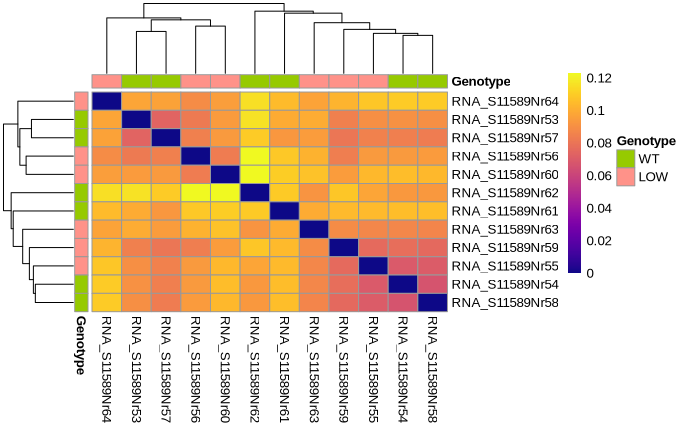 Genotype
RNA_S11589Nr64
RNA_S11589Nr53
RNA_S11589Nr57
RNA_S11589Nr56
RNA_S11589Nr60
RNA_S11589Nr62
RNA_S11589Nr61
RNA_S11589Nr63
RNA_S11589Nr59
RNA_S11589Nr55
RNA_S11589Nr54
RNA_S11589Nr58
0.12
0.1
0.08
0.06
0.04
0.02
0
Genotype
WT
LOW
Genotype
RNA_S11589Nr64
RNA_S11589Nr53
RNA_S11589Nr57
RNA_S11589Nr56
RNA_S11589Nr60
RNA_S11589Nr62
RNA_S11589Nr61
RNA_S11589Nr63
RNA_S11589Nr59
RNA_S11589Nr55
RNA_S11589Nr54
RNA_S11589Nr58